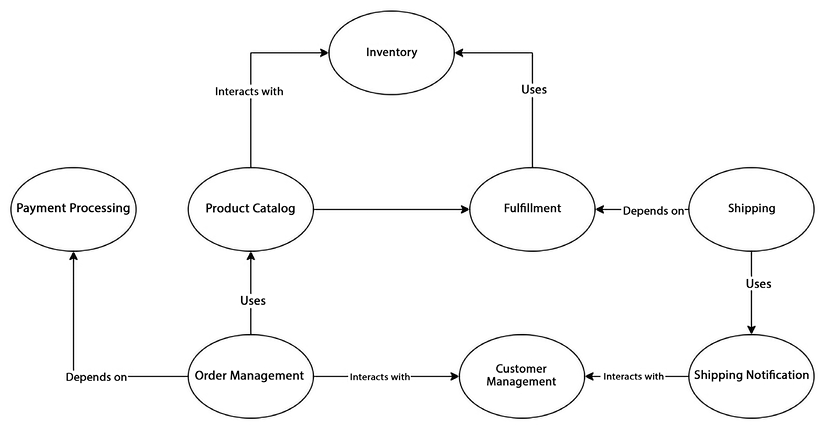 Inventory
Interacts with
Uses
Payment Processing
Product Catalog
Fulfillment
Depends on
Shipping
Uses
Uses
Depends on
Order Management
Interacts with
Customer
Management
Interacts with
Shipping Notification